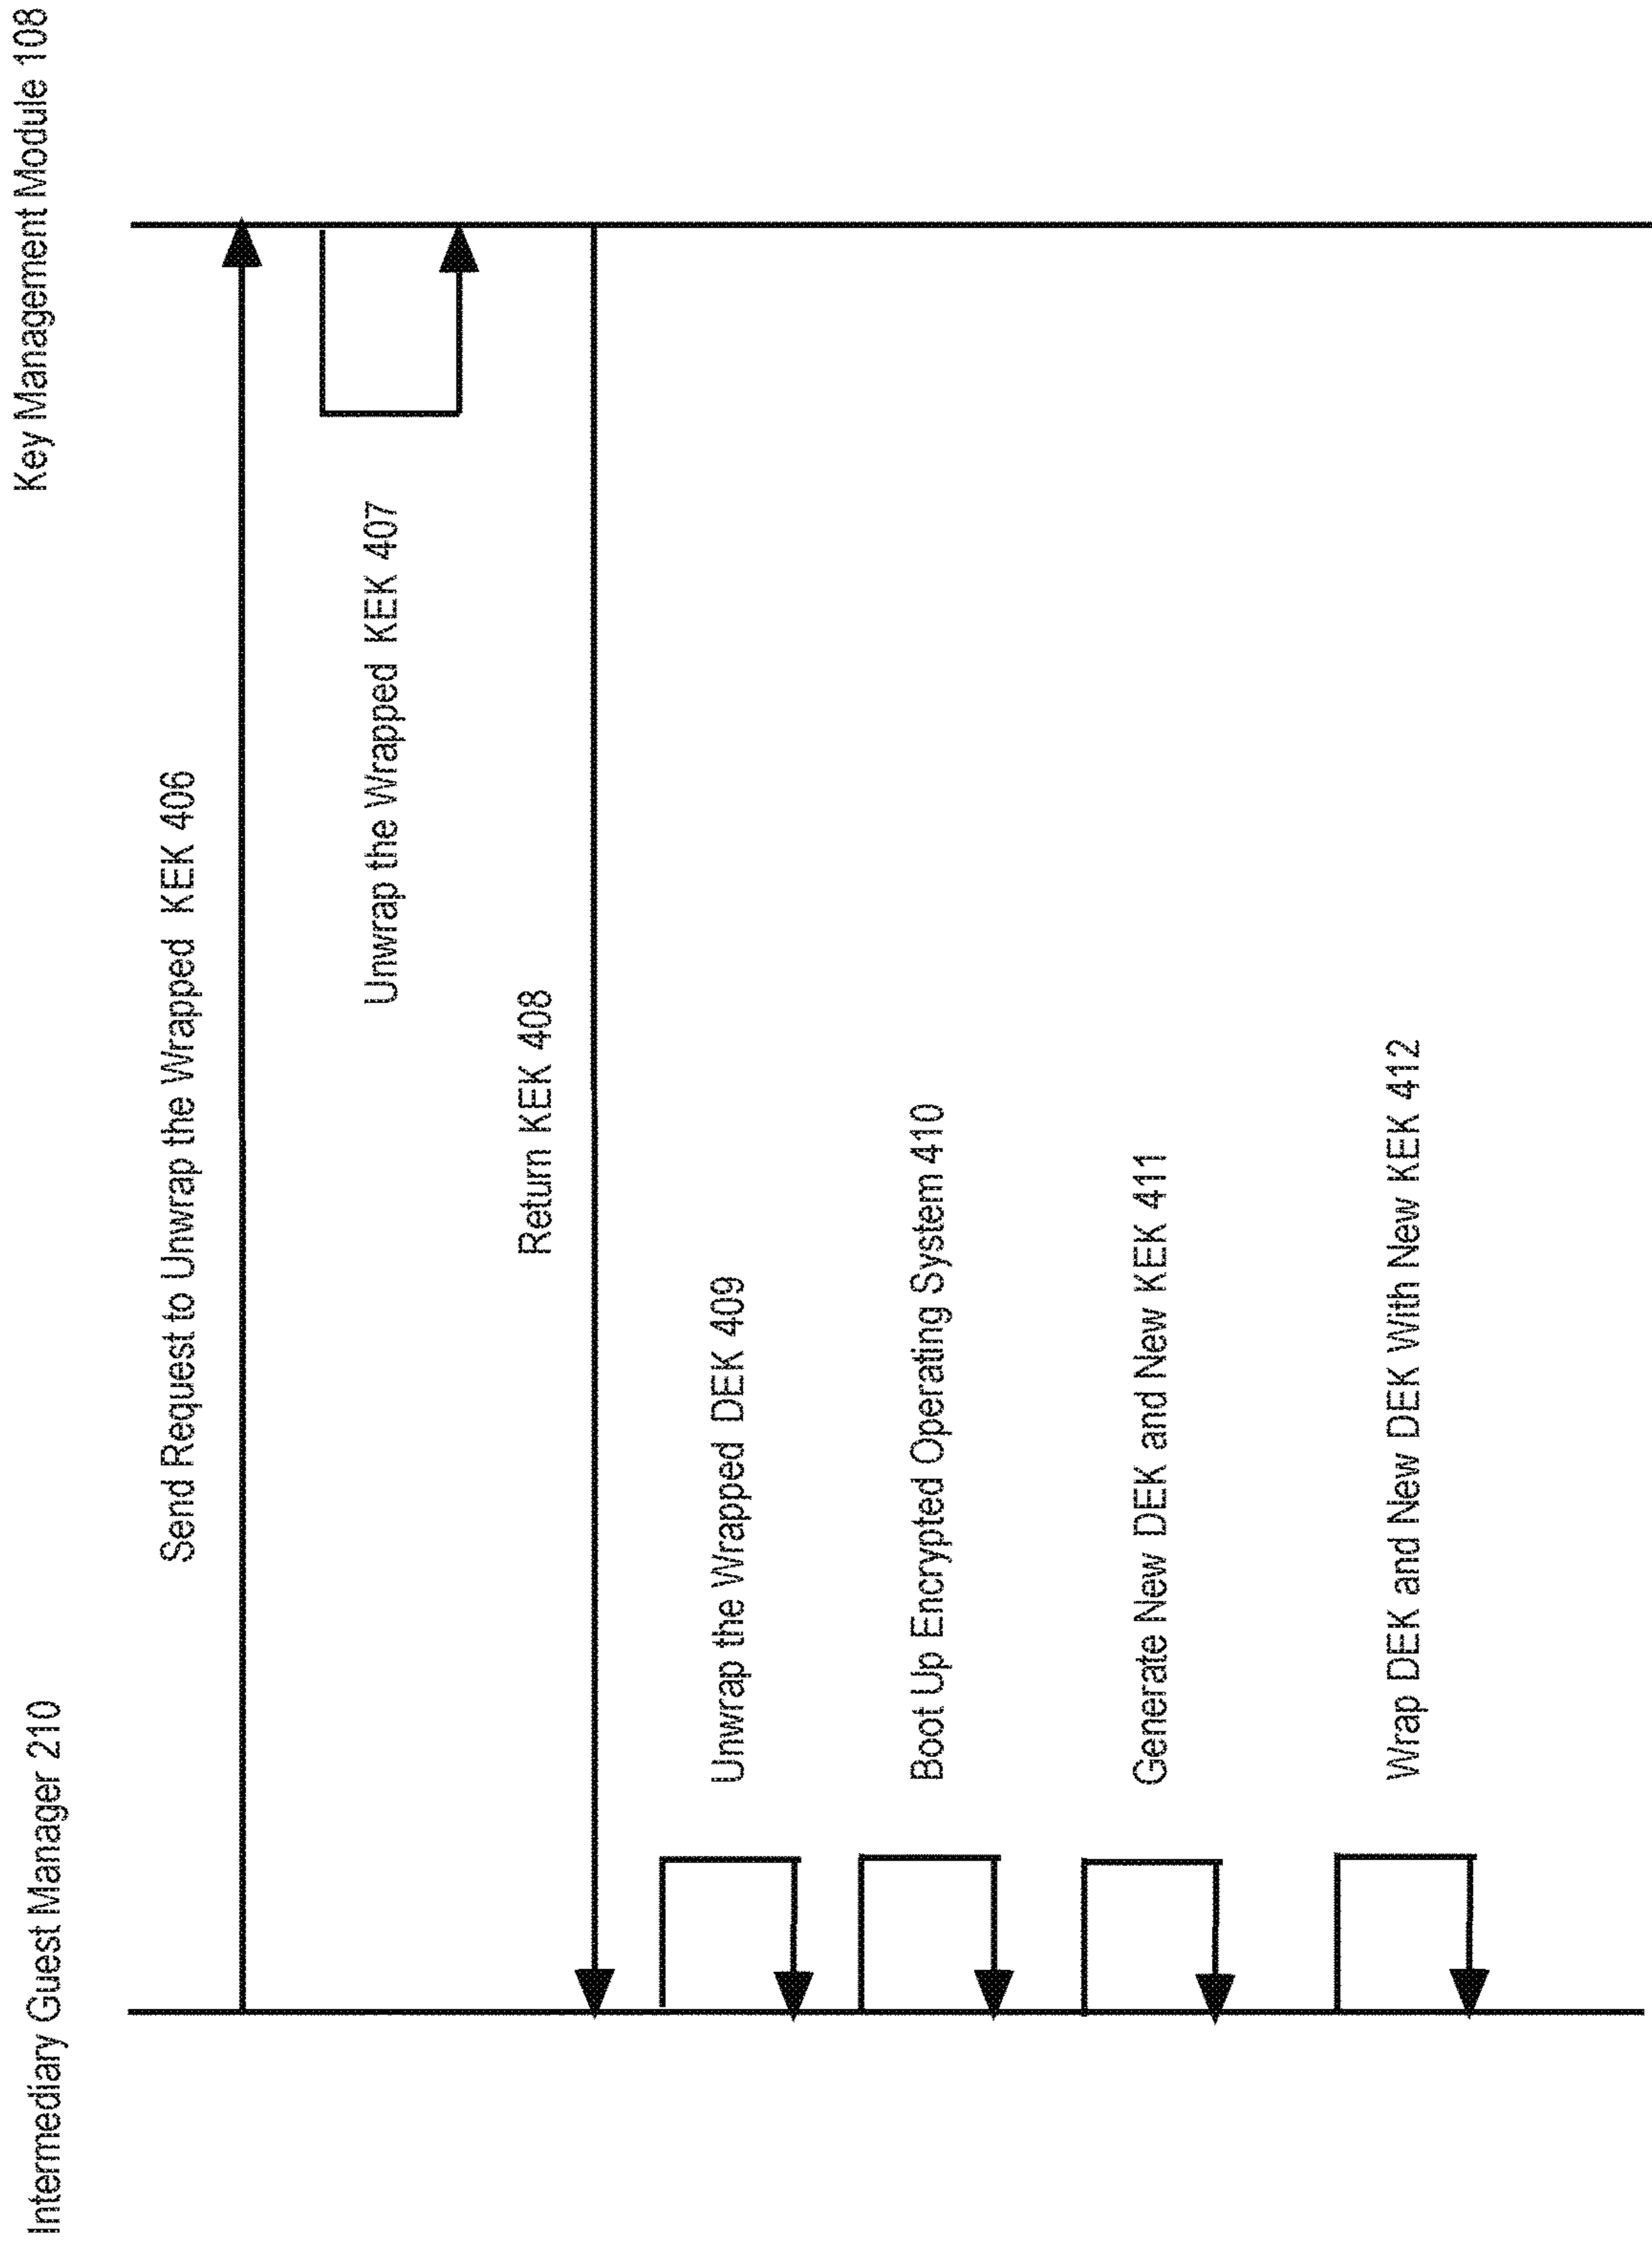 Intermediary Guest Manager 210
Key Management Module 108
Send Request to Unwrap the Wrapped KEK 406
Unwrap the Wrapped KEK 407
Return KEK 408
Unwrap the Wrapped DEK 409
Boot Up Encrypted Operating System 410
Generate New DEK and New KEK 411
Wrap DEK and New DEK With New KEK 412